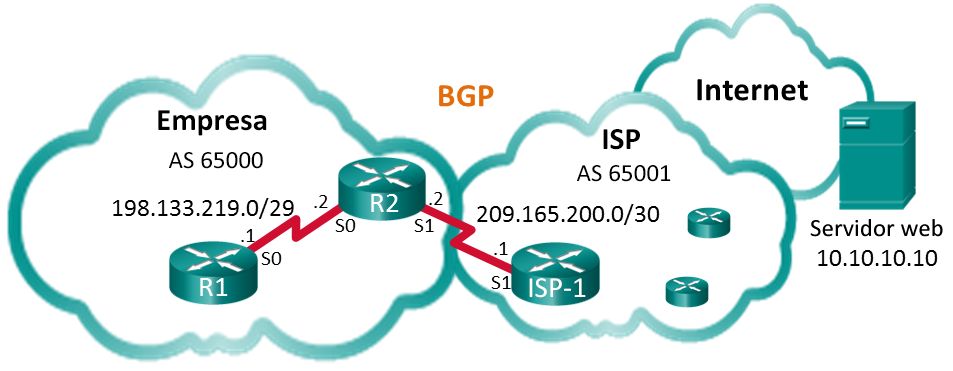 Empresa
AS 65000
198.133.219.0/29
.1
S0
R1
.2
S0
R2
.2
S1
BGP
209.165.200.0/30
.1
S1
ISP-1
ISP
AS 65001
Internet
Servidor web
10.10.10.10